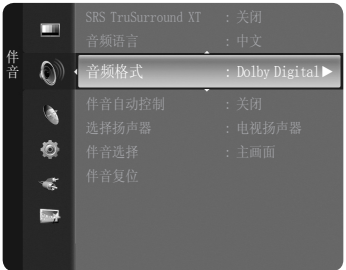 伴音
SRS TruSurround XT : 关闭
音频语言 : 中文
音频格式 : Dolby Digital▶
伴音自动控制 : 关闭
选择扬声器 : 电视扬声器
伴音选择 : 主画面
伴音复位